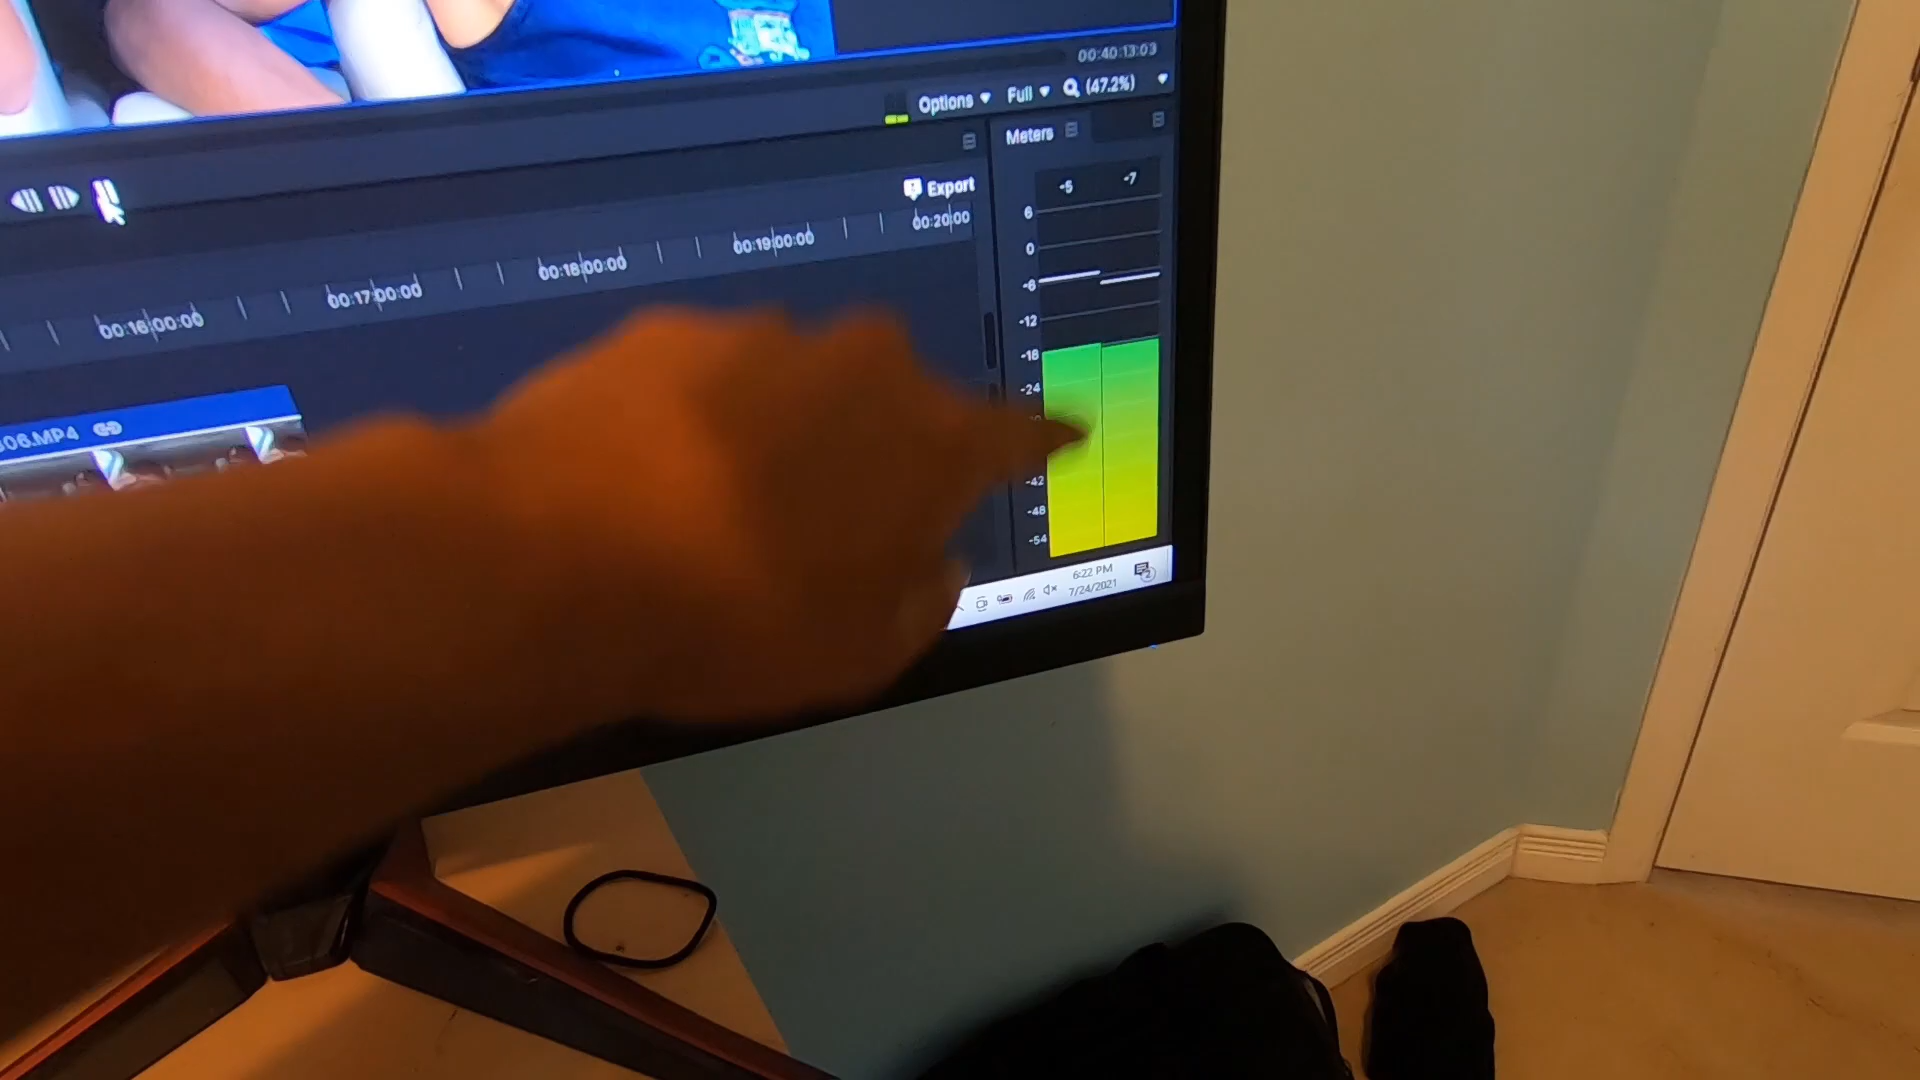 00:40:13:03
Options Full (47.2%)
Meters
-5 -7
Export
00:16:00:00 00:17:00:00 00:18:00:00 00:19:00:00 00:20:00
6
0
-6
-12
-18
-24
-42
-48
-54
06.MP4
6:22 PM
7/24/2021
2